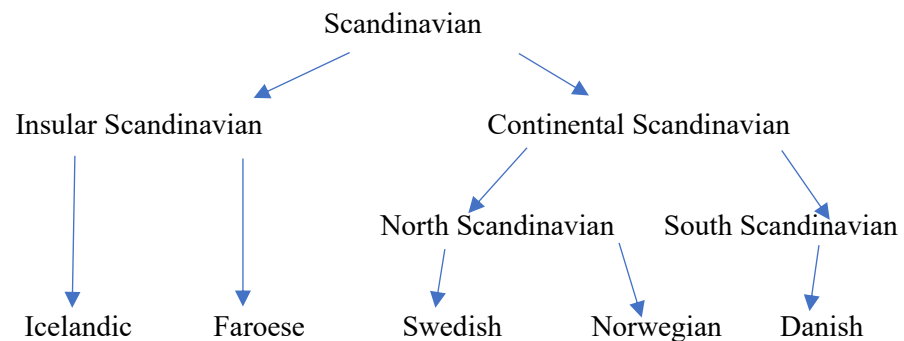 Scandinavian
Insular Scandinavian Continental Scandinavian
North Scandinavian South Scandinavian
Icelandic Faroese Swedish Norwegian Danish